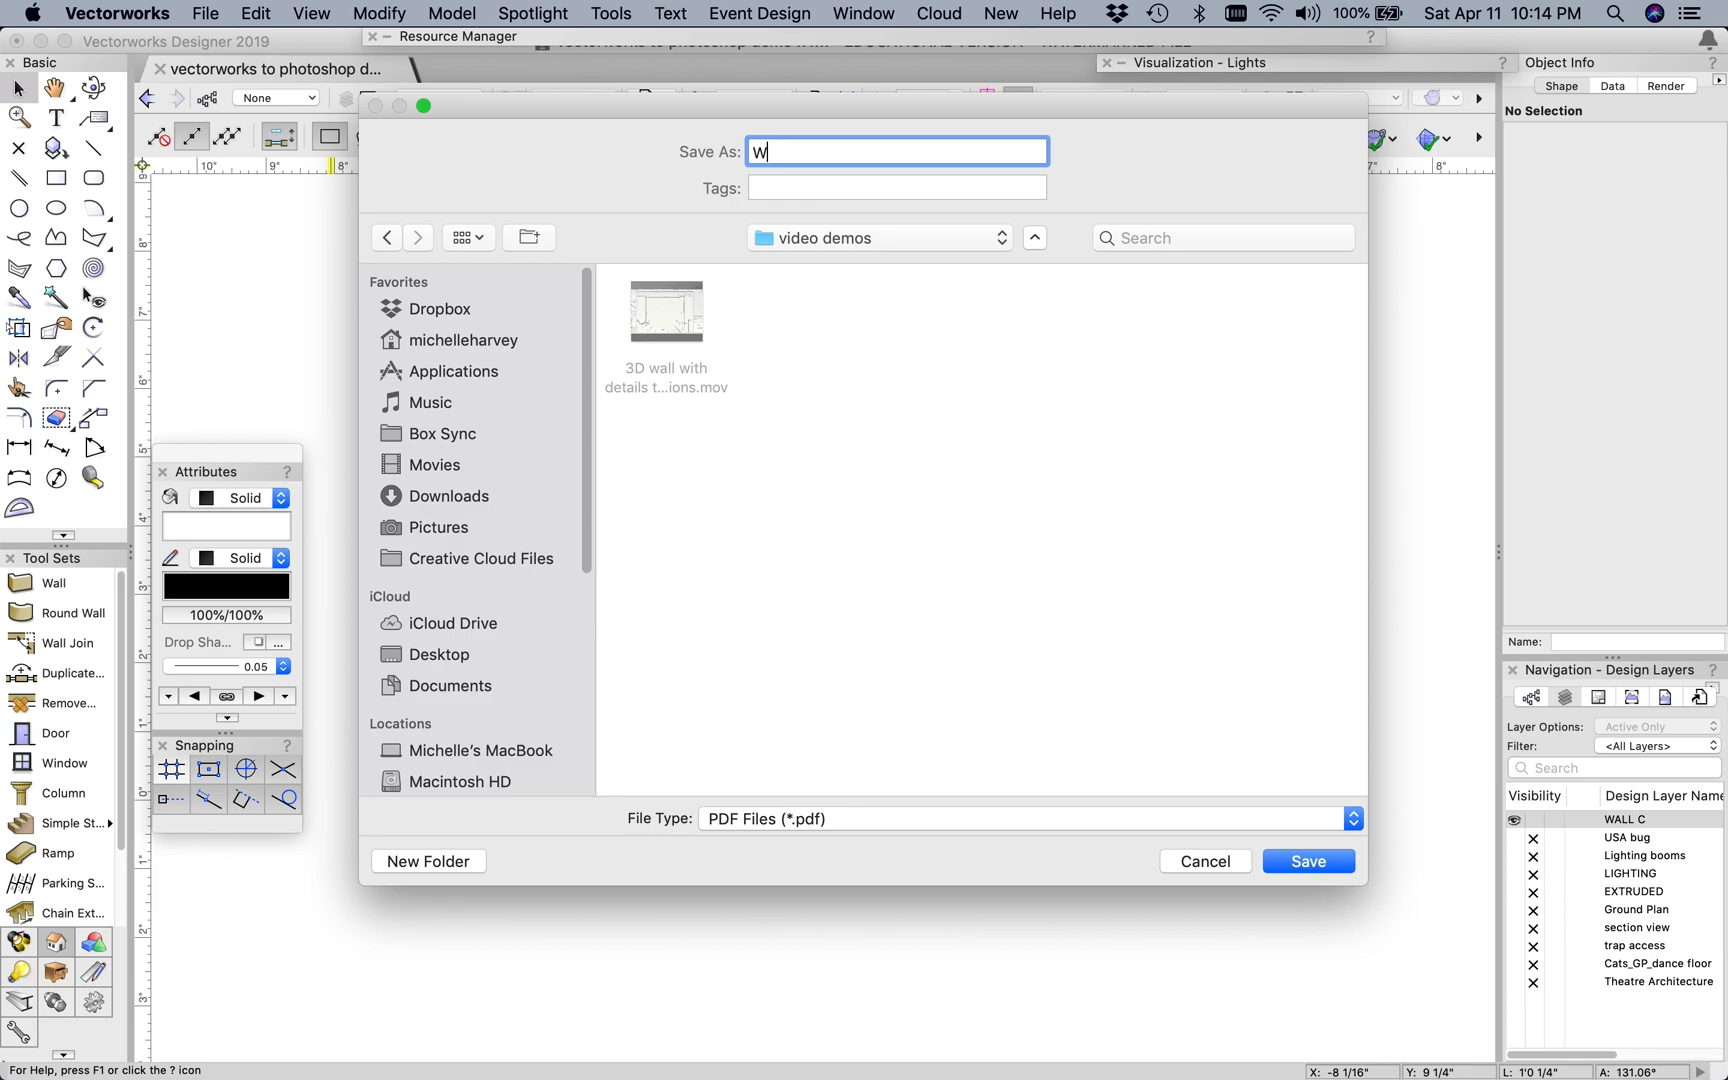 Vectorworks File Edit View Modify Model Spotlight Tools Text Event Design Window Cloud New Help 100% Sat Apr 11 10:14 PM
Vectorworks Designer 2019
Resource Manager ?
Basic
vectorworks to photoshop d...
Visualization - Lights ?
Object Info ?
Shape Data Render
No Selection
None
Save As: W
Tags:
10" 9" 8"
7" 8"
video demos
Search
Favorites
Dropbox
michelleharvey
Applications
Music
Box Sync
Movies
Downloads
Pictures
Creative Cloud Files
iCloud
iCloud Drive
Desktop
Documents
Locations
Michelle's MacBook
Macintosh HD
3D wall with
details t...ions.mov
File Type: PDF Files (*.pdf)
New Folder
Cancel
Save
Attributes ?
Solid
Solid
100%/100%
Drop Sha... ...
0.05
Snapping ?
Tool Sets
Wall
Round Wall
Wall Join
Duplicate...
Remove...
Door
Window
Column
Simple St...
Ramp
Parking S...
Chain Ext...
Name:
Navigation - Design Layers ?
Layer Options: Active Only
Filter: <All Layers>
Search
Visibility Design Layer Name
WALL C
USA bug
Lighting booms
LIGHTING
EXTRUDED
Ground Plan
section view
trap access
Cats_GP_dance floor
Theatre Architecture
For Help, press F1 or click the ? icon
X: -8 1/16" Y: 9 1/4" L: 1'0 1/4" A: 131.06°